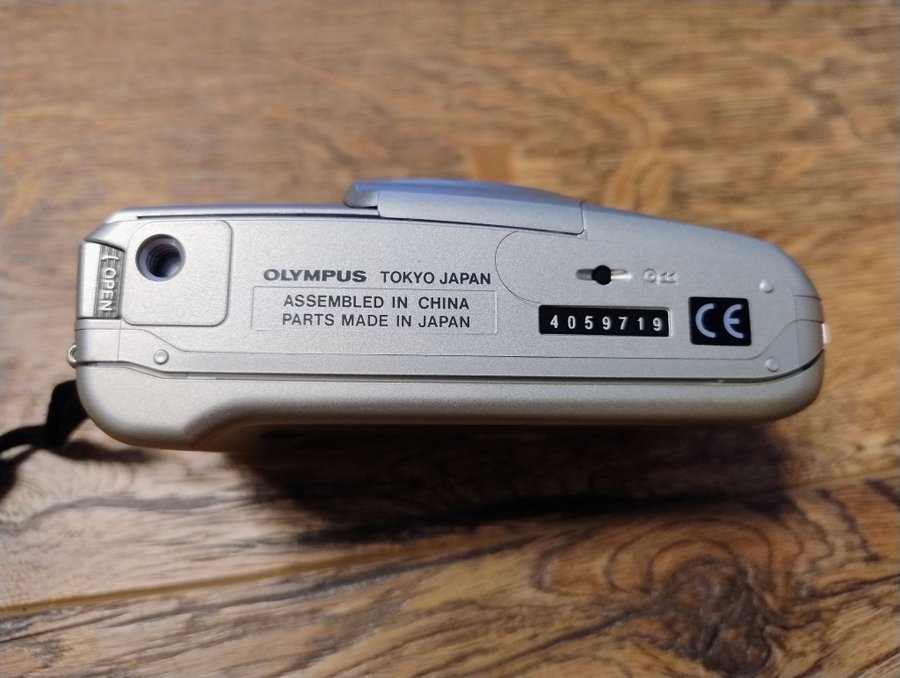 OPEN
OLYMPUS TOKYO JAPAN
ASSEMBLED IN CHINA
PARTS MADE IN JAPAN
4059719
CE